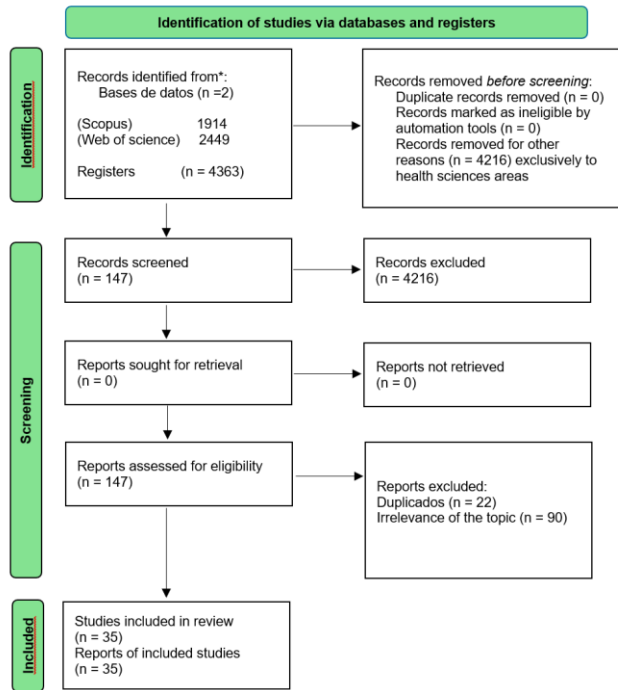 Identification of studies via databases and registers
Identification
Records identified from*:
Bases de datos (n =2)
(Scopus) 1914
(Web of science) 2449
Registers (n = 4363)
Records removed before screening:
Duplicate records removed (n = 0)
Records marked as ineligible by
automation tools (n = 0)
Records removed for other
reasons (n = 4216) exclusively to
health sciences areas
Screening
Records screened
(n = 147)
Records excluded
(n = 4216)
Reports sought for retrieval
(n = 0)
Reports not retrieved
(n = 0)
Reports assessed for eligibility
(n = 147)
Reports excluded:
Duplicados (n = 22)
Irrelevance of the topic (n = 90)
Included
Studies included in review
(n = 35)
Reports of included studies
(n = 35)